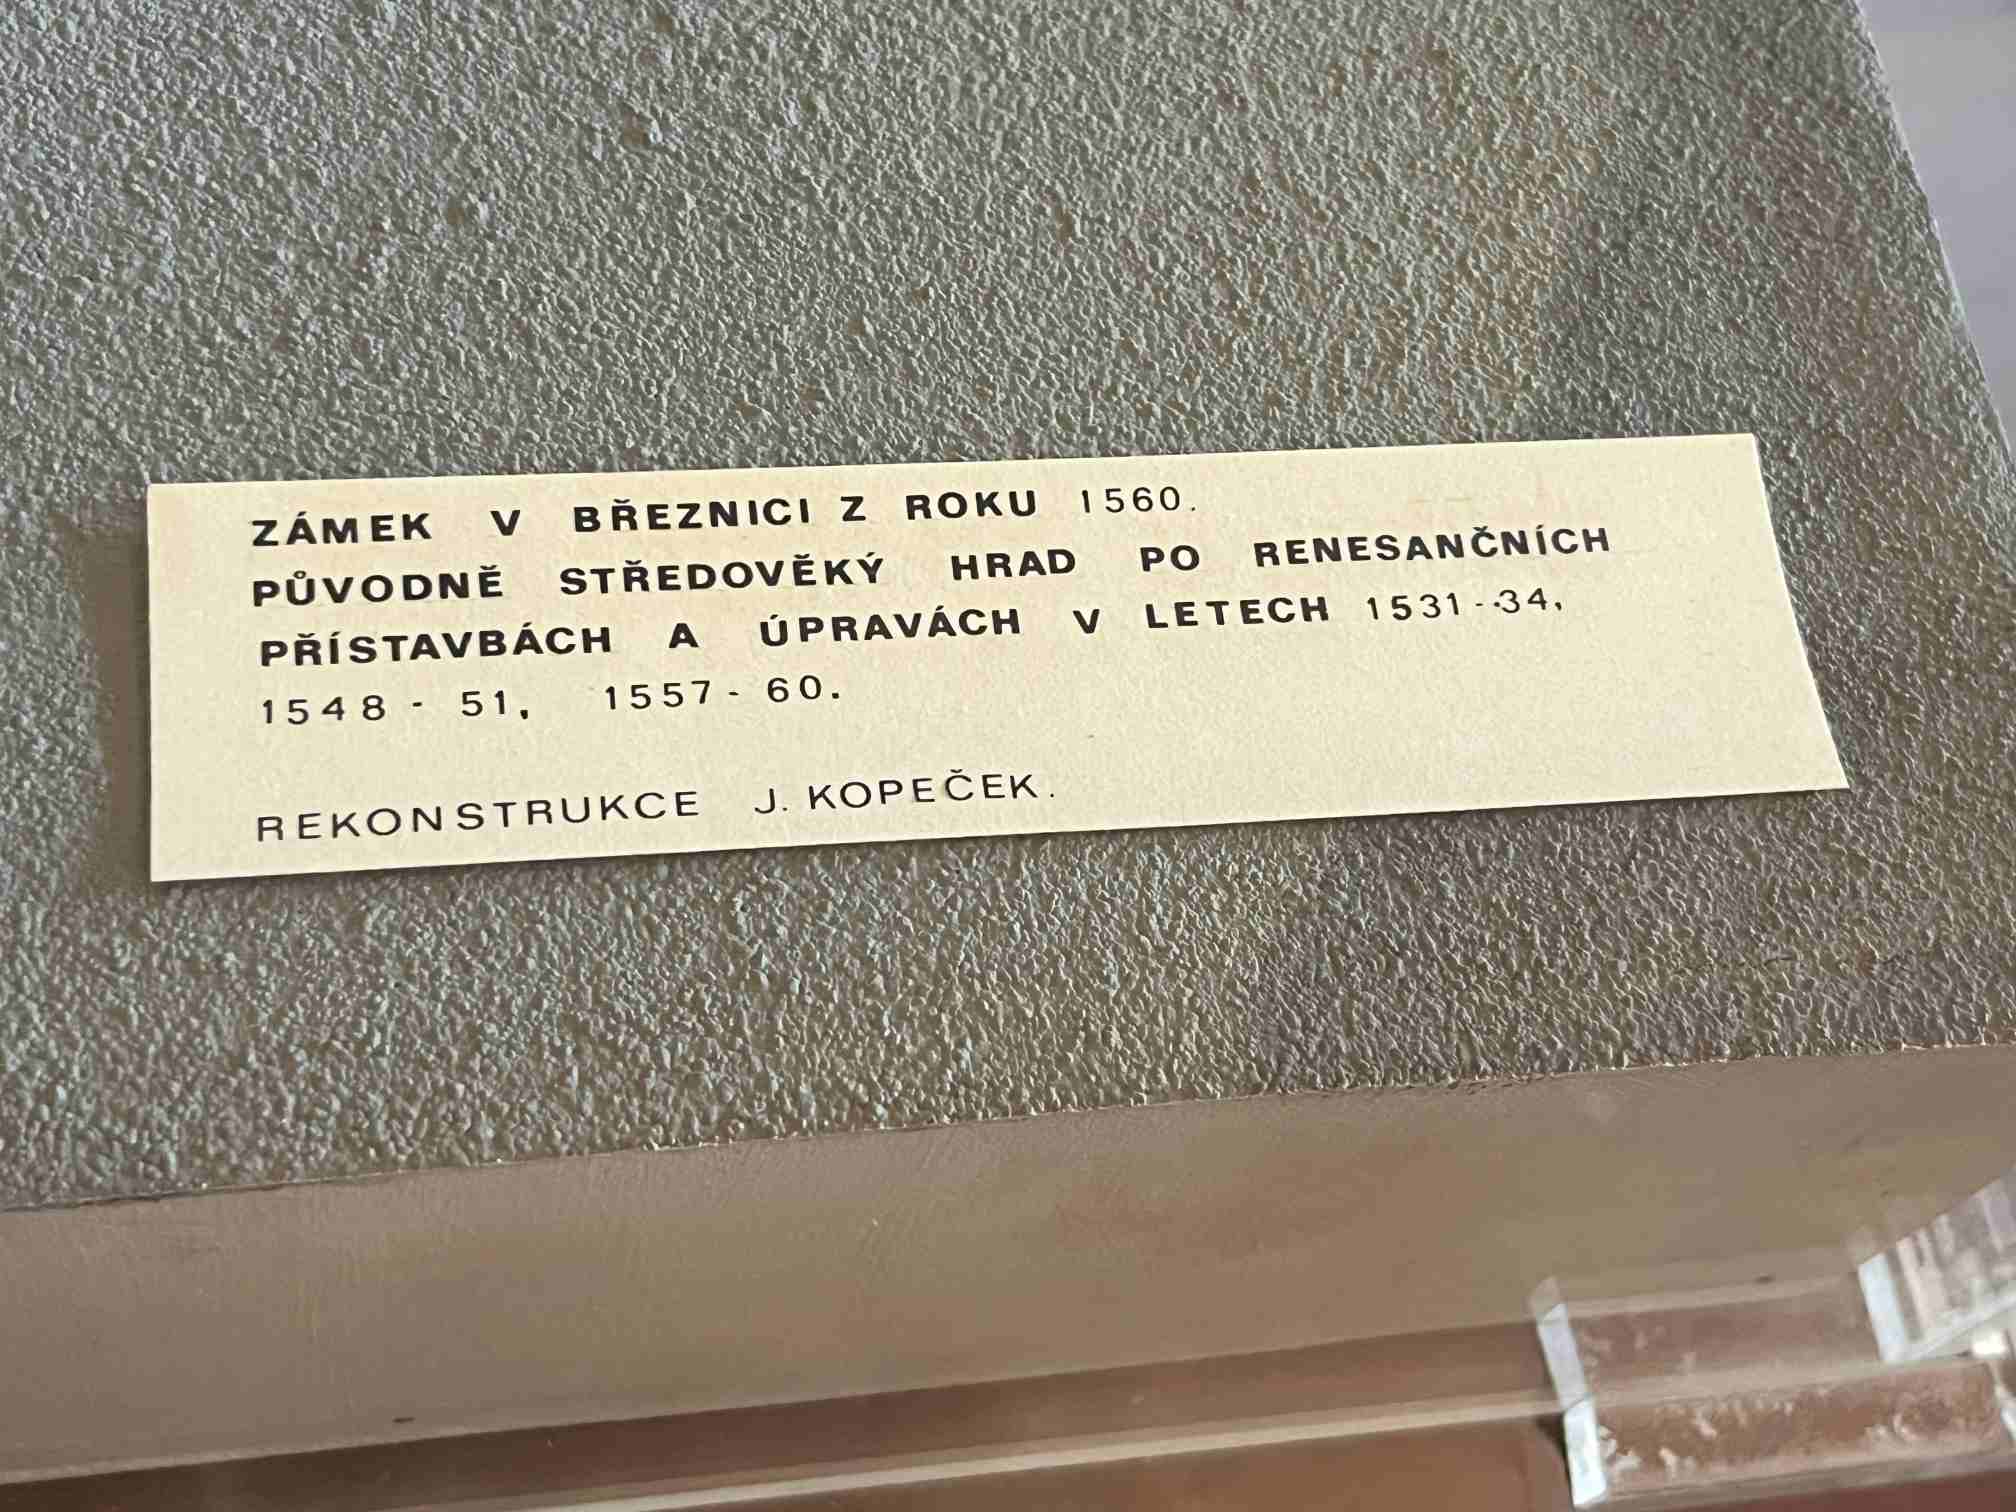 ZÁMEK V BŘEZNICI Z ROKU 1560.
PŮVODNĚ STŘEDOVĚKÝ HRAD PO RENESANČNÍCH
PŘÍSTAVBÁCH A ÚPRAVÁCH V LETECH 1531-34,
1548 - 51, 1557- 60.
REKONSTRUKCE J. KOPEČEK.